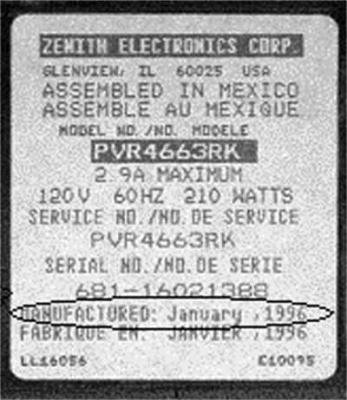 ZENITH ELECTRONICS CORP.
GLENVIEW, IL 60025 USA
ASSEMBLED IN MEXICO
ASSEMBLE AU MEXIQUE
MODEL NO./NO. MODELE
PVR4663RK
2.9A MAXIMUM
120V 60HZ 210 WATTS
SERVICE NO./NO. DE SERVICE
PVR4663RK
SERIAL NO./NO. DE SERIE
681-16021388
MANUFACTURED: January ,1996
FABRIQUE EN: JANVIER ,1996
LL16056 C10095